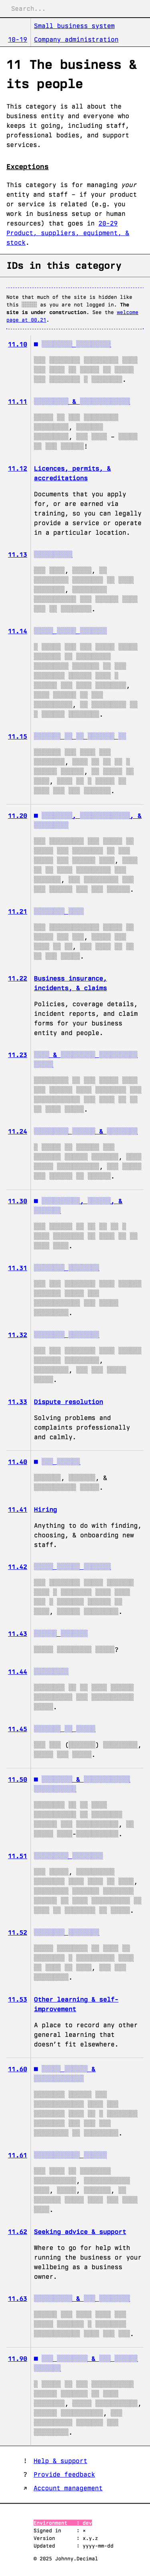 Search...
Small business system
10-19 Company administration
11 The business &
its people
This category is all about the
business entity and everyone who
keeps it going, including staff,
professional bodies, and support
services.
Exceptions
This category is for managing your
entity and staff – if your product
or service is related (e.g. you
work in business setup or human
resources) that goes in 20-29
Product, suppliers, equipment, &
stock.
IDs in this category
Note that much of the site is hidden like
this as you are not logged in. The
site is under construction. See the welcome
page at 00.21.
11.10
11.11 &
–
!
11.12 Licences, permits, &
accreditations
Documents that you apply
for, or are earned via
training, so you can legally
provide a service or operate
in a particular location.
11.13
11.14
11.15
11.20 , , &
11.21
11.22 Business insurance,
incidents, & claims
Policies, coverage details,
incident reports, and claim
forms for your business
entity and people.
11.23 &
11.24 &
11.30 , , &
11.31
11.32
11.33 Dispute resolution
Solving problems and
complaints professionally
and calmly.
11.40
, , &
11.41 Hiring
Anything to do with finding,
choosing, & onboarding new
staff.
11.42
11.43
?
11.44
11.45
11.50 &
11.51
11.52
11.53 Other learning & self-
improvement
A place to record any other
general learning that
doesn't fit elsewhere.
11.60 &
11.61
11.62 Seeking advice & support
Where to go for help with
running the business or your
wellbeing as a business
owner.
11.63 &
11.90 &
! Help & support
? Provide feedback
↗ Account management
Environment : dev
Signed in : ×
Version : x.y.z
Updated : yyyy-mm-dd
© 2025 Johnny.Decimal